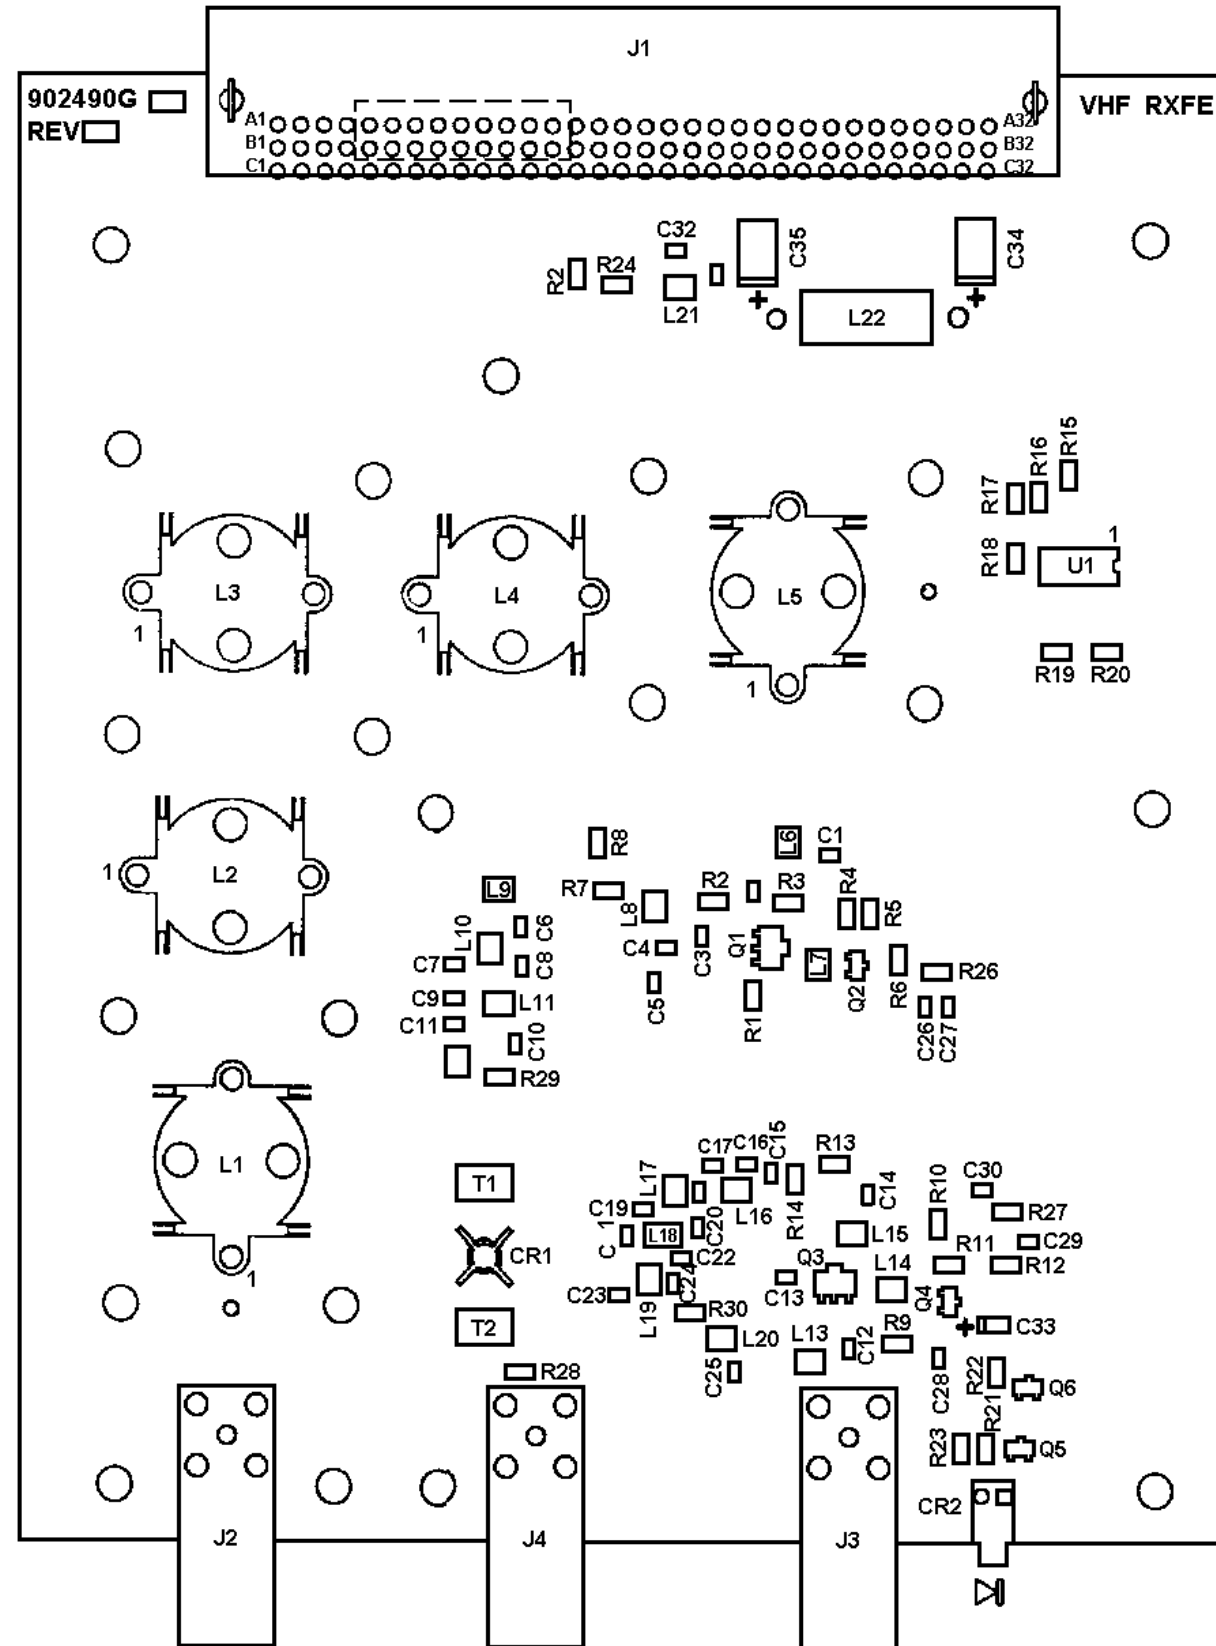 J1
902490G
VHF RXFE
REV
A1
A32
B1
B32
C1
C32
C32
C35
C34
R2
R24
L21
L22
R15
R16
R17
1
R18
U1
L3
L4
L5
1
1
1
R19
R20
L2
1
R8
L6
C1
R7
L8
R2
R3
R4
R5
L9
L10
C6
C4
C3
Q1
L7
Q2
R6
R26
C7
C8
C5
R1
C9
L11
C26
C27
C11
C10
R29
L1
1
T1
CR1
T2
R28
C17
C16
C15
R13
L17
C14
R10
C30
C19
C20
L16
R14
R27
C 1
L18
L15
C29
C22
Q3
L14
R11
R12
C23
L19
C24
C13
Q4
R30
C33
L20
L13
C12
R9
C25
C28
R22
Q6
R21
R23
Q5
CR2
J2
J4
J3